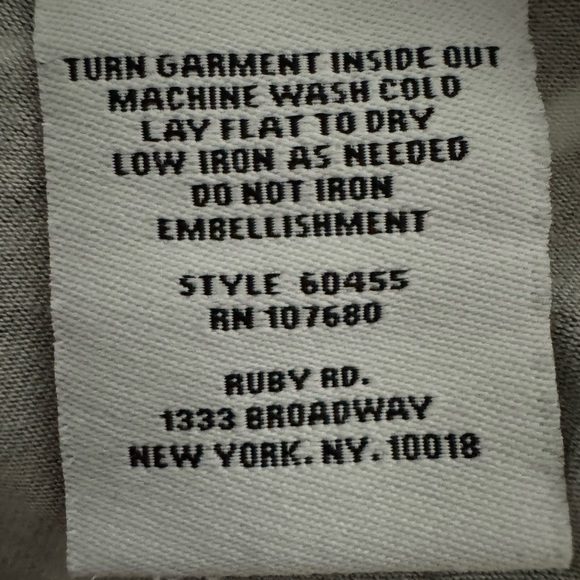 TURN GARMENT INSIDE OUT
MACHINE WASH COLD
LAY FLAT TO DRY
LOW IRON AS NEEDED
DO NOT IRON
EMBELLISHMENT
STYLE 60455
RN 107680
RUBY RD.
1333 BROADWAY
NEW YORK. NY. 10018